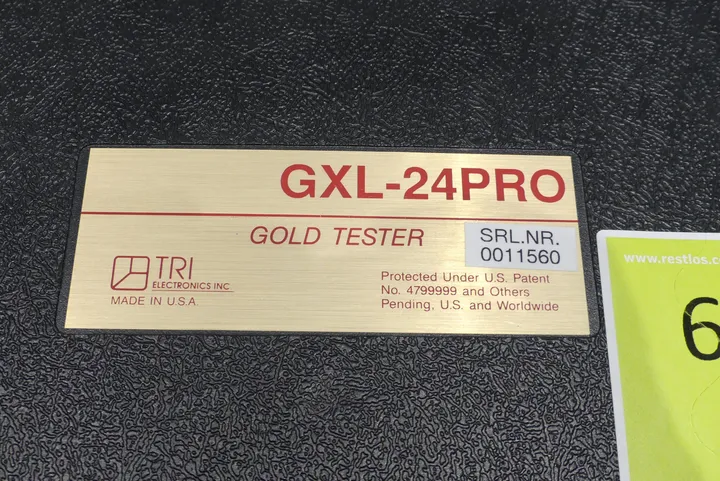 GXL-24PRO
GOLD TESTER
SRL.NR.
0011560
TRI
ELECTRONICS INC.
MADE IN U.S.A.
Protected Under U.S. Patent
No. 4799999 and Others
Pending, U.S. and Worldwide
www.restlos.c
6